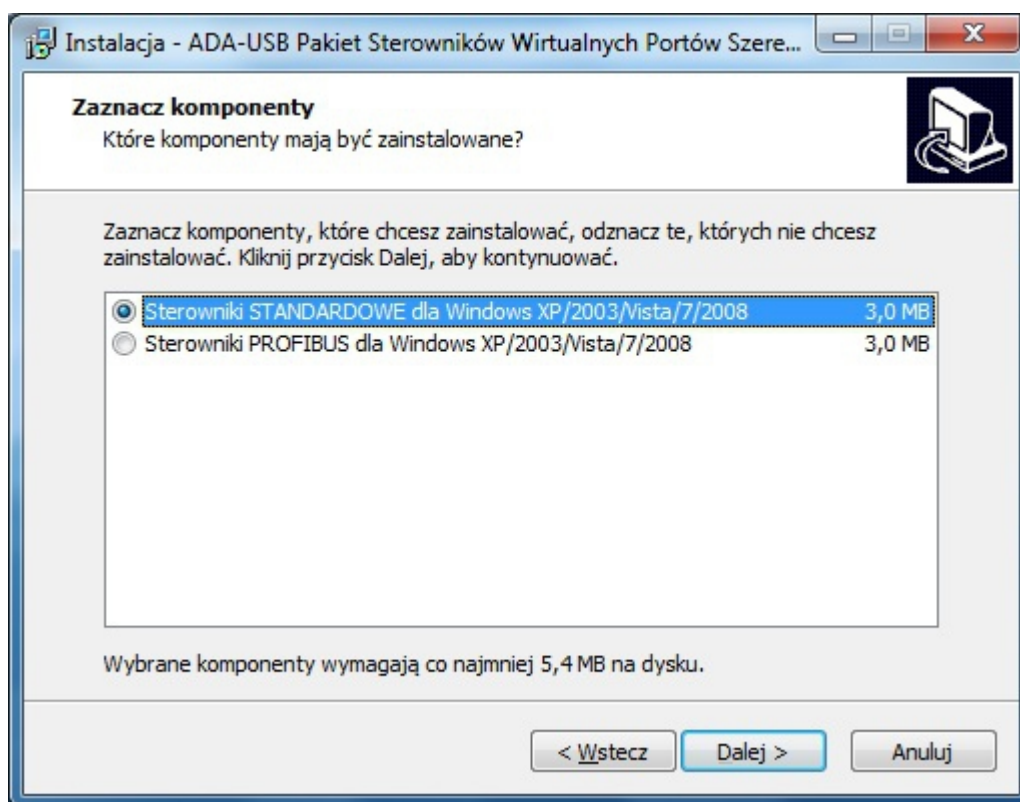 Instalacja - ADA-USB Pakiet Sterowników Wirtualnych Portów Szere...
Zaznacz komponenty
Które komponenty mają być zainstalowane?
Zaznacz komponenty, które chcesz zainstalować, odznacz te, których nie chcesz
zainstalować. Kliknij przycisk Dalej, aby kontynuować.
Sterowniki STANDARDOWE dla Windows XP/2003/Vista/7/2008 3,0 MB
Sterowniki PROFIBUS dla Windows XP/2003/Vista/7/2008 3,0 MB
Wybrane komponenty wymagają co najmniej 5,4 MB na dysku.
< Wstecz Dalej > Anuluj